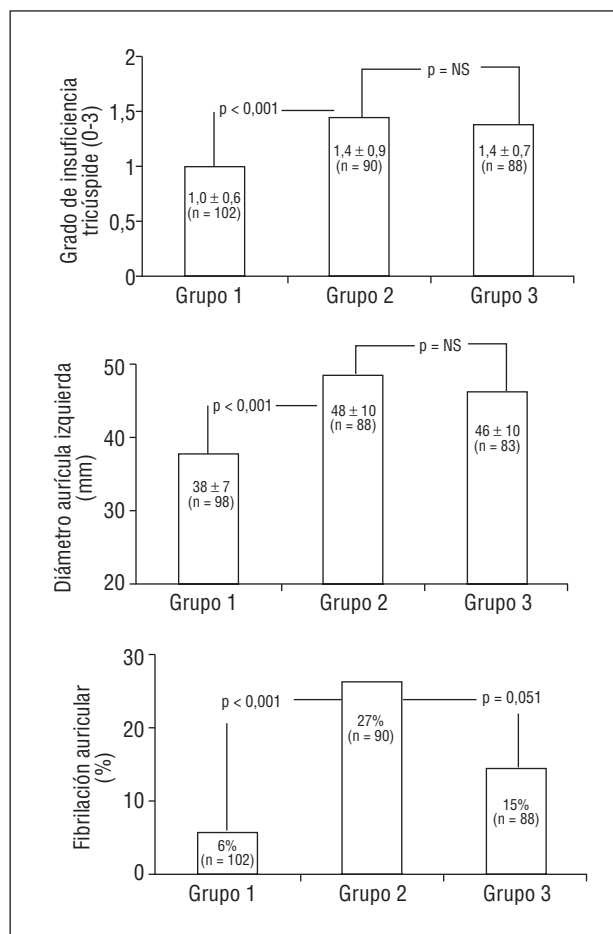 2
1,5
1
0,5
0
Grado de insuficiencia
tricúspide (0-3)
p < 0,001
p = NS
1,0 ± 0,6
(n = 102)
1,4 ± 0,9
(n = 90)
1,4 ± 0,7
(n = 88)
Grupo 1
Grupo 2
Grupo 3
50
40
30
20
Diámetro aurícula izquierda
(mm)
p < 0,001
p = NS
38 ± 7
(n = 98)
48 ± 10
(n = 88)
46 ± 10
(n = 83)
Grupo 1
Grupo 2
Grupo 3
30
20
10
0
Fibrilación auricular
(%)
p < 0,001
p = 0,051
6%
(n = 102)
27%
(n = 90)
15%
(n = 88)
Grupo 1
Grupo 2
Grupo 3